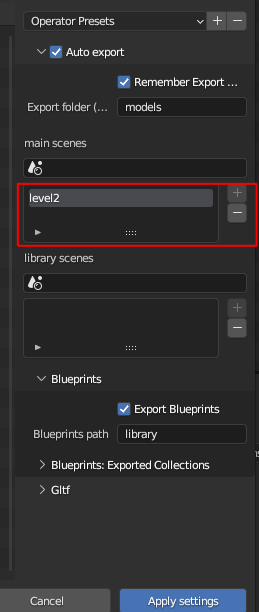 Operator Presets
Auto export
Remember Export ...
Export folder (... models
main scenes
level2
library scenes
Blueprints
Export Blueprints
Blueprints path library
Blueprints: Exported Collections
Gltf
Cancel Apply settings